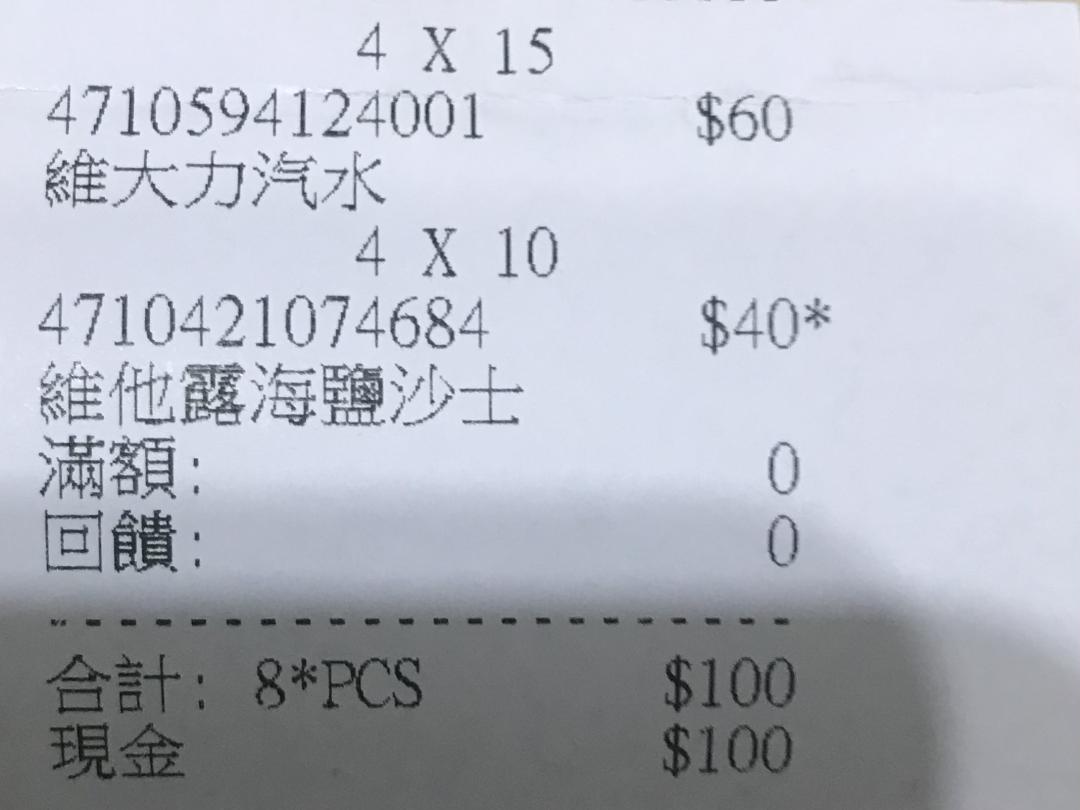 4 X 15
4710594124001 $60
維大力汽水
4 X 10
4710421074684 $40*
維他露海鹽沙士
滿額: 0
回饋: 0
--------------------
合計: 8*PCS $100
現金 $100